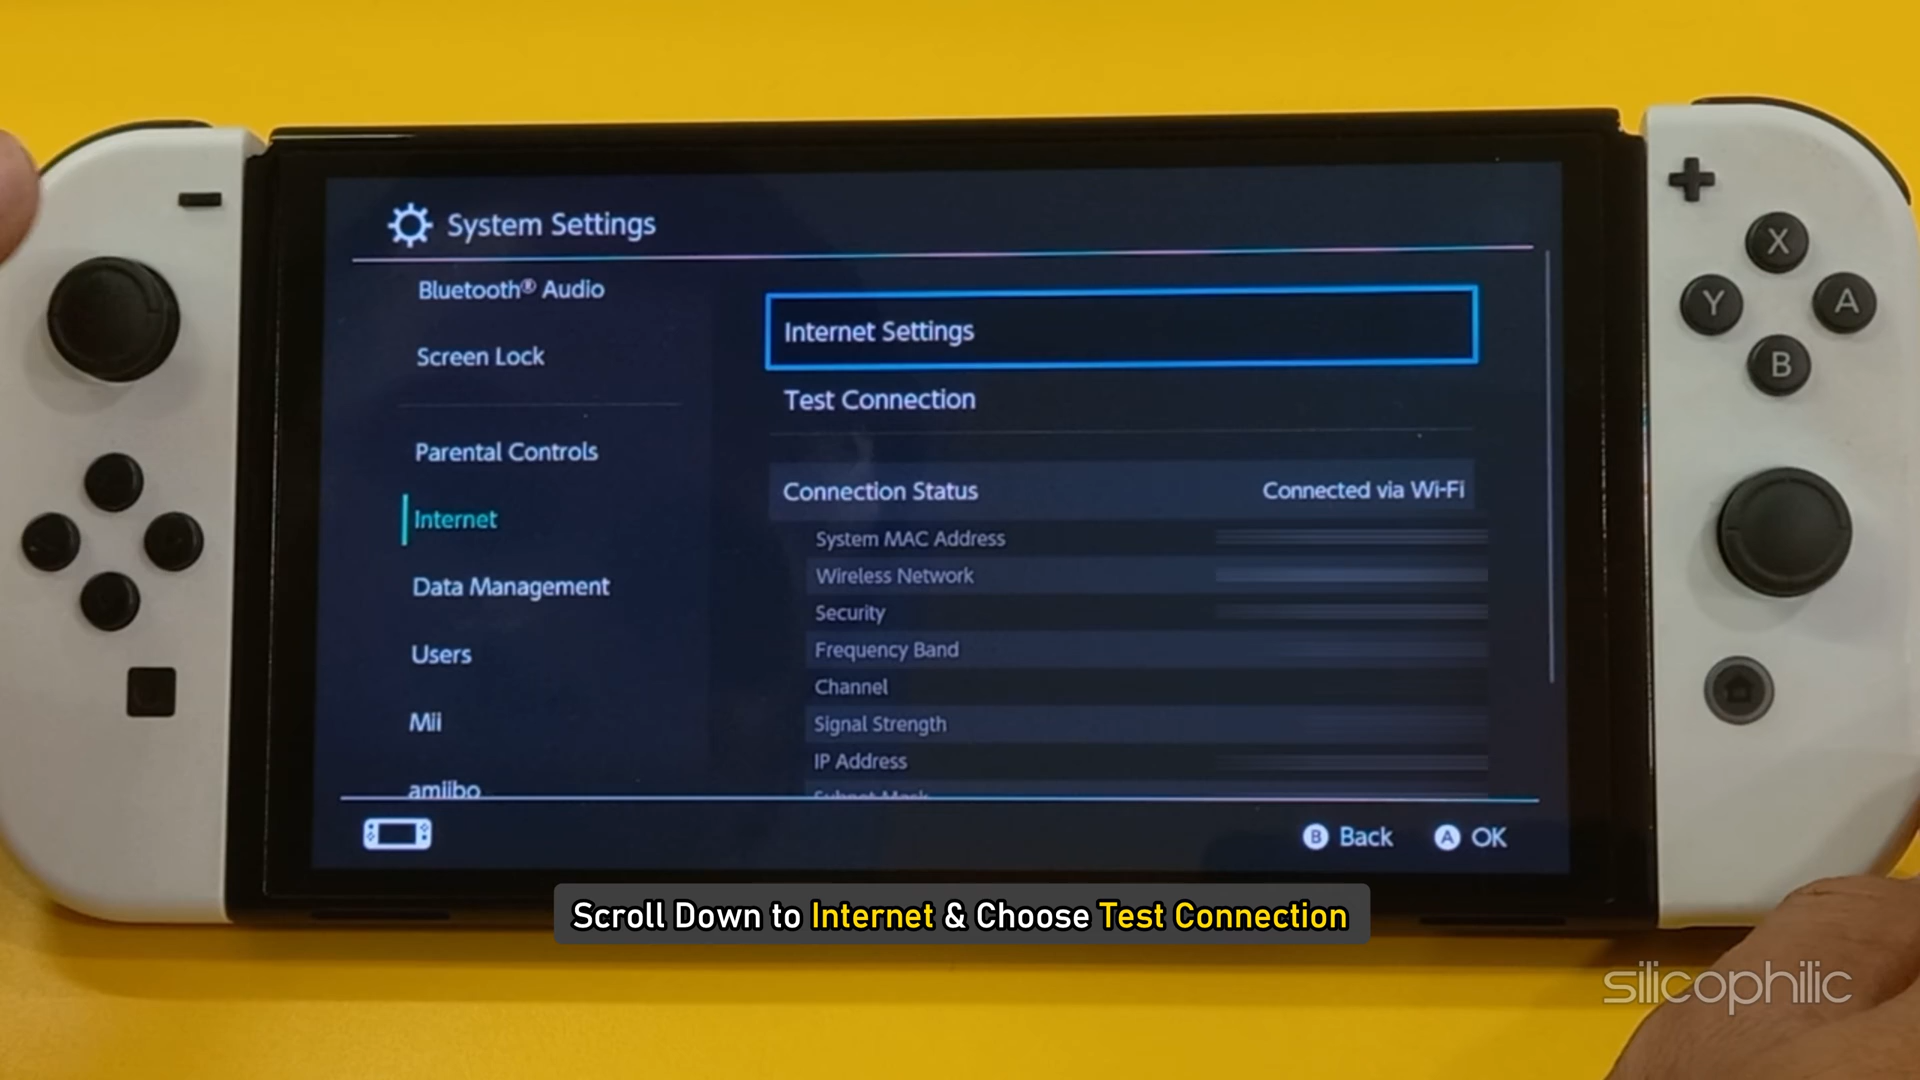 System Settings
Bluetooth® Audio
Screen Lock
Parental Controls
Internet
Data Management
Users
Mii
amiibo
Internet Settings
Test Connection
Connection Status Connected via Wi-Fi
System MAC Address
Wireless Network
Security
Frequency Band
Channel
Signal Strength
IP Address
Subnet Mask
B Back A OK
X
Y
A
B
Scroll Down to Internet & Choose Test Connection
silicophilic